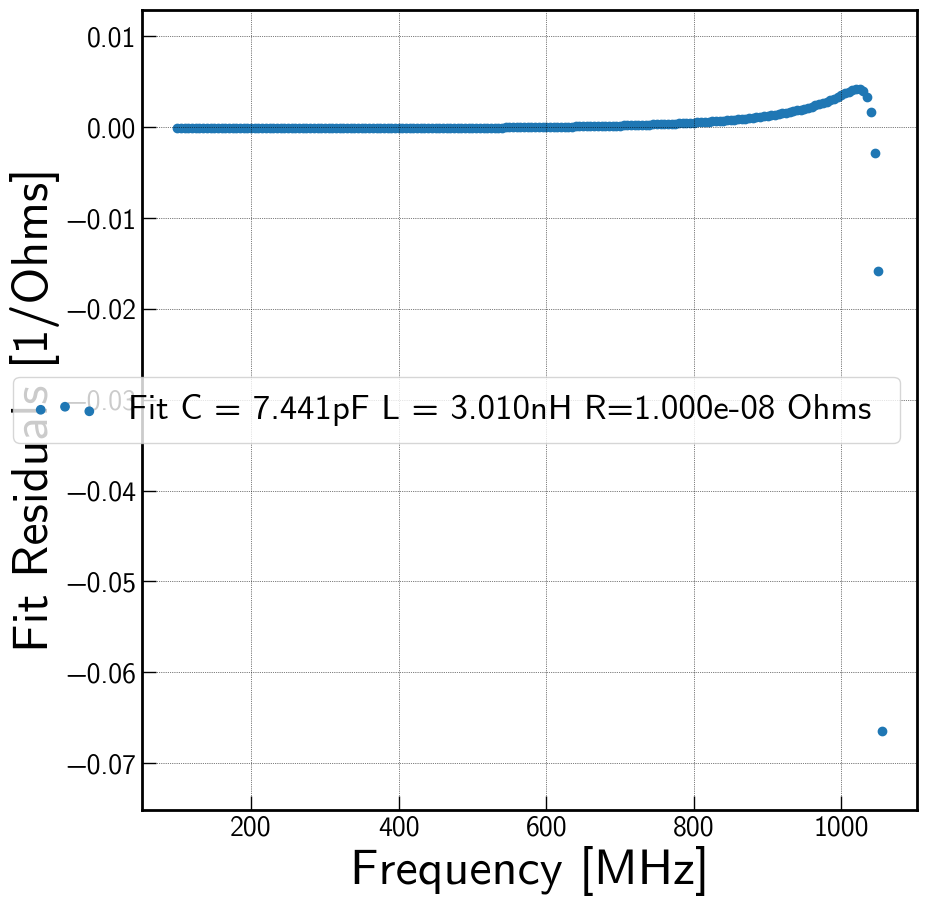 0.01
0.00
−0.01
−0.02
−0.03
−0.04
−0.05
−0.06
−0.07
Fit Residuals [1/Ohms]
Fit C = 7.441pF L = 3.010nH R=1.000e-08 Ohms
200 400 600 800 1000
Frequency [MHz]